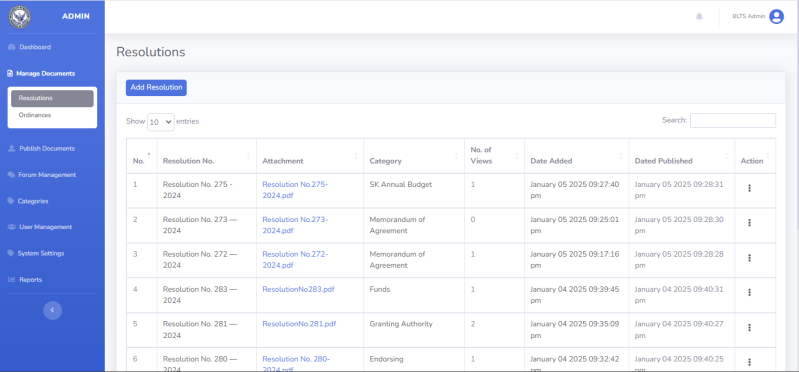 ADMIN
BLTS Admin
Dashboard
Manage Documents
Resolutions
Ordinances
Publish Documents
Forum Management
Categories
User Management
System Settings
Reports
Resolutions
Add Resolution
Show 10 entries
Search:
No. Resolution No. Attachment Category No. of Views Date Added Dated Published Action
1 Resolution No. 275 - 2024 Resolution No.275-2024.pdf SK Annual Budget 1 January 05 2025 09:27:40 pm January 05 2025 09:28:31 pm
2 Resolution No. 273 — 2024 Resolution No.273-2024.pdf Memorandum of Agreement 0 January 05 2025 09:25:01 pm January 05 2025 09:28:30 pm
3 Resolution No. 272 — 2024 Resolution No.272-2024.pdf Memorandum of Agreement 1 January 05 2025 09:17:16 pm January 05 2025 09:28:28 pm
4 Resolution No. 283 — 2024 ResolutionNo283.pdf Funds 1 January 04 2025 09:39:45 pm January 04 2025 09:40:31 pm
5 Resolution No. 281 — 2024 ResolutionNo.281.pdf Granting Authority 2 January 04 2025 09:35:09 pm January 04 2025 09:40:27 pm
6 Resolution No. 280 — 2024 Resolution No. 280-2024.pdf Endorsing 1 January 04 2025 09:32:42 January 04 2025 09:40:25